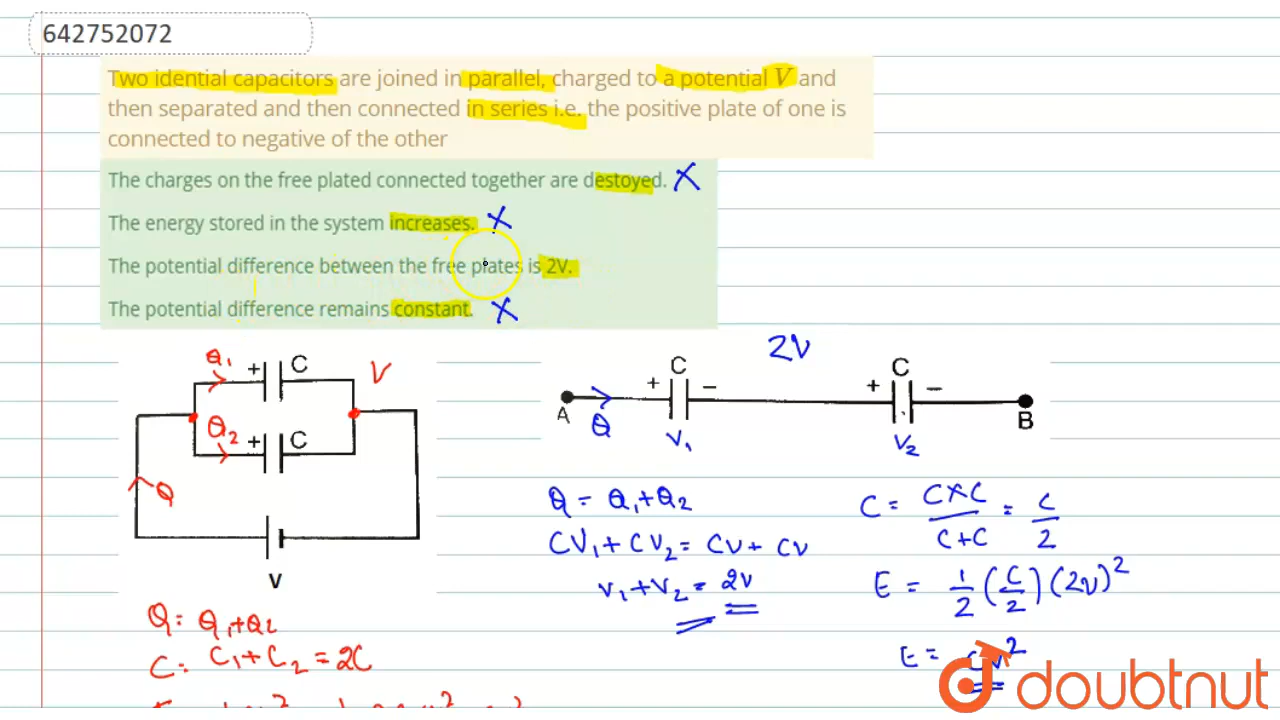 642752072
Two idential capacitors are joined in parallel, charged to a potential V and
then separated and then connected in series i.e. the positive plate of one is
connected to negative of the other
The charges on the free plated connected together are destoyed. X
The energy stored in the system increases. X
The potential difference between the free plates is 2V.
The potential difference remains constant. X
Q₁ + C V
Q₂ + C
Q
V
2V
C C
+ − + −
A B
Q V₁ V₂
Q = Q₁+Q₂
CV₁ + CV₂ = CV + CV
V₁ + V₂ = 2V
C = C×C / C+C = C / 2
E = 1/2 (C/2) (2V)²
E = CV²
Q = Q₁+Q₂
C = C₁ + C₂ = 2C
doubtnut